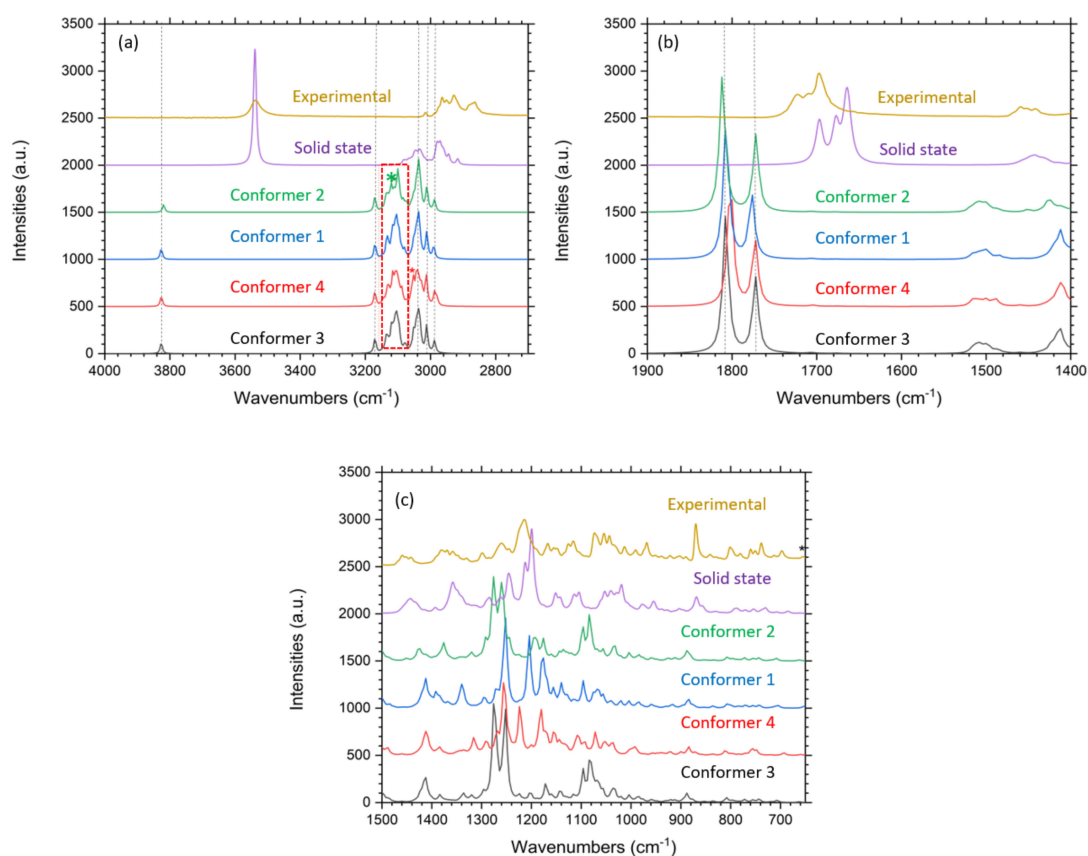 (a)
3500
3000
2500
2000
1500
1000
500
0
Intensities (a.u.)
Experimental
Solid state
*
Conformer 2
Conformer 1
*
Conformer 4
Conformer 3
4000 3800 3600 3400 3200 3000 2800
Wavenumbers (cm⁻¹)
(b)
3500
3000
2500
2000
1500
1000
500
0
Intensities (a.u.)
Experimental
Solid state
Conformer 2
Conformer 1
Conformer 4
Conformer 3
1900 1800 1700 1600 1500 1400
Wavenumbers (cm⁻¹)
(c)
3500
3000
2500
2000
1500
1000
500
0
Intensities (a.u.)
Experimental
*
Solid state
Conformer 2
Conformer 1
Conformer 4
Conformer 3
1500 1400 1300 1200 1100 1000 900 800 700
Wavenumbers (cm⁻¹)